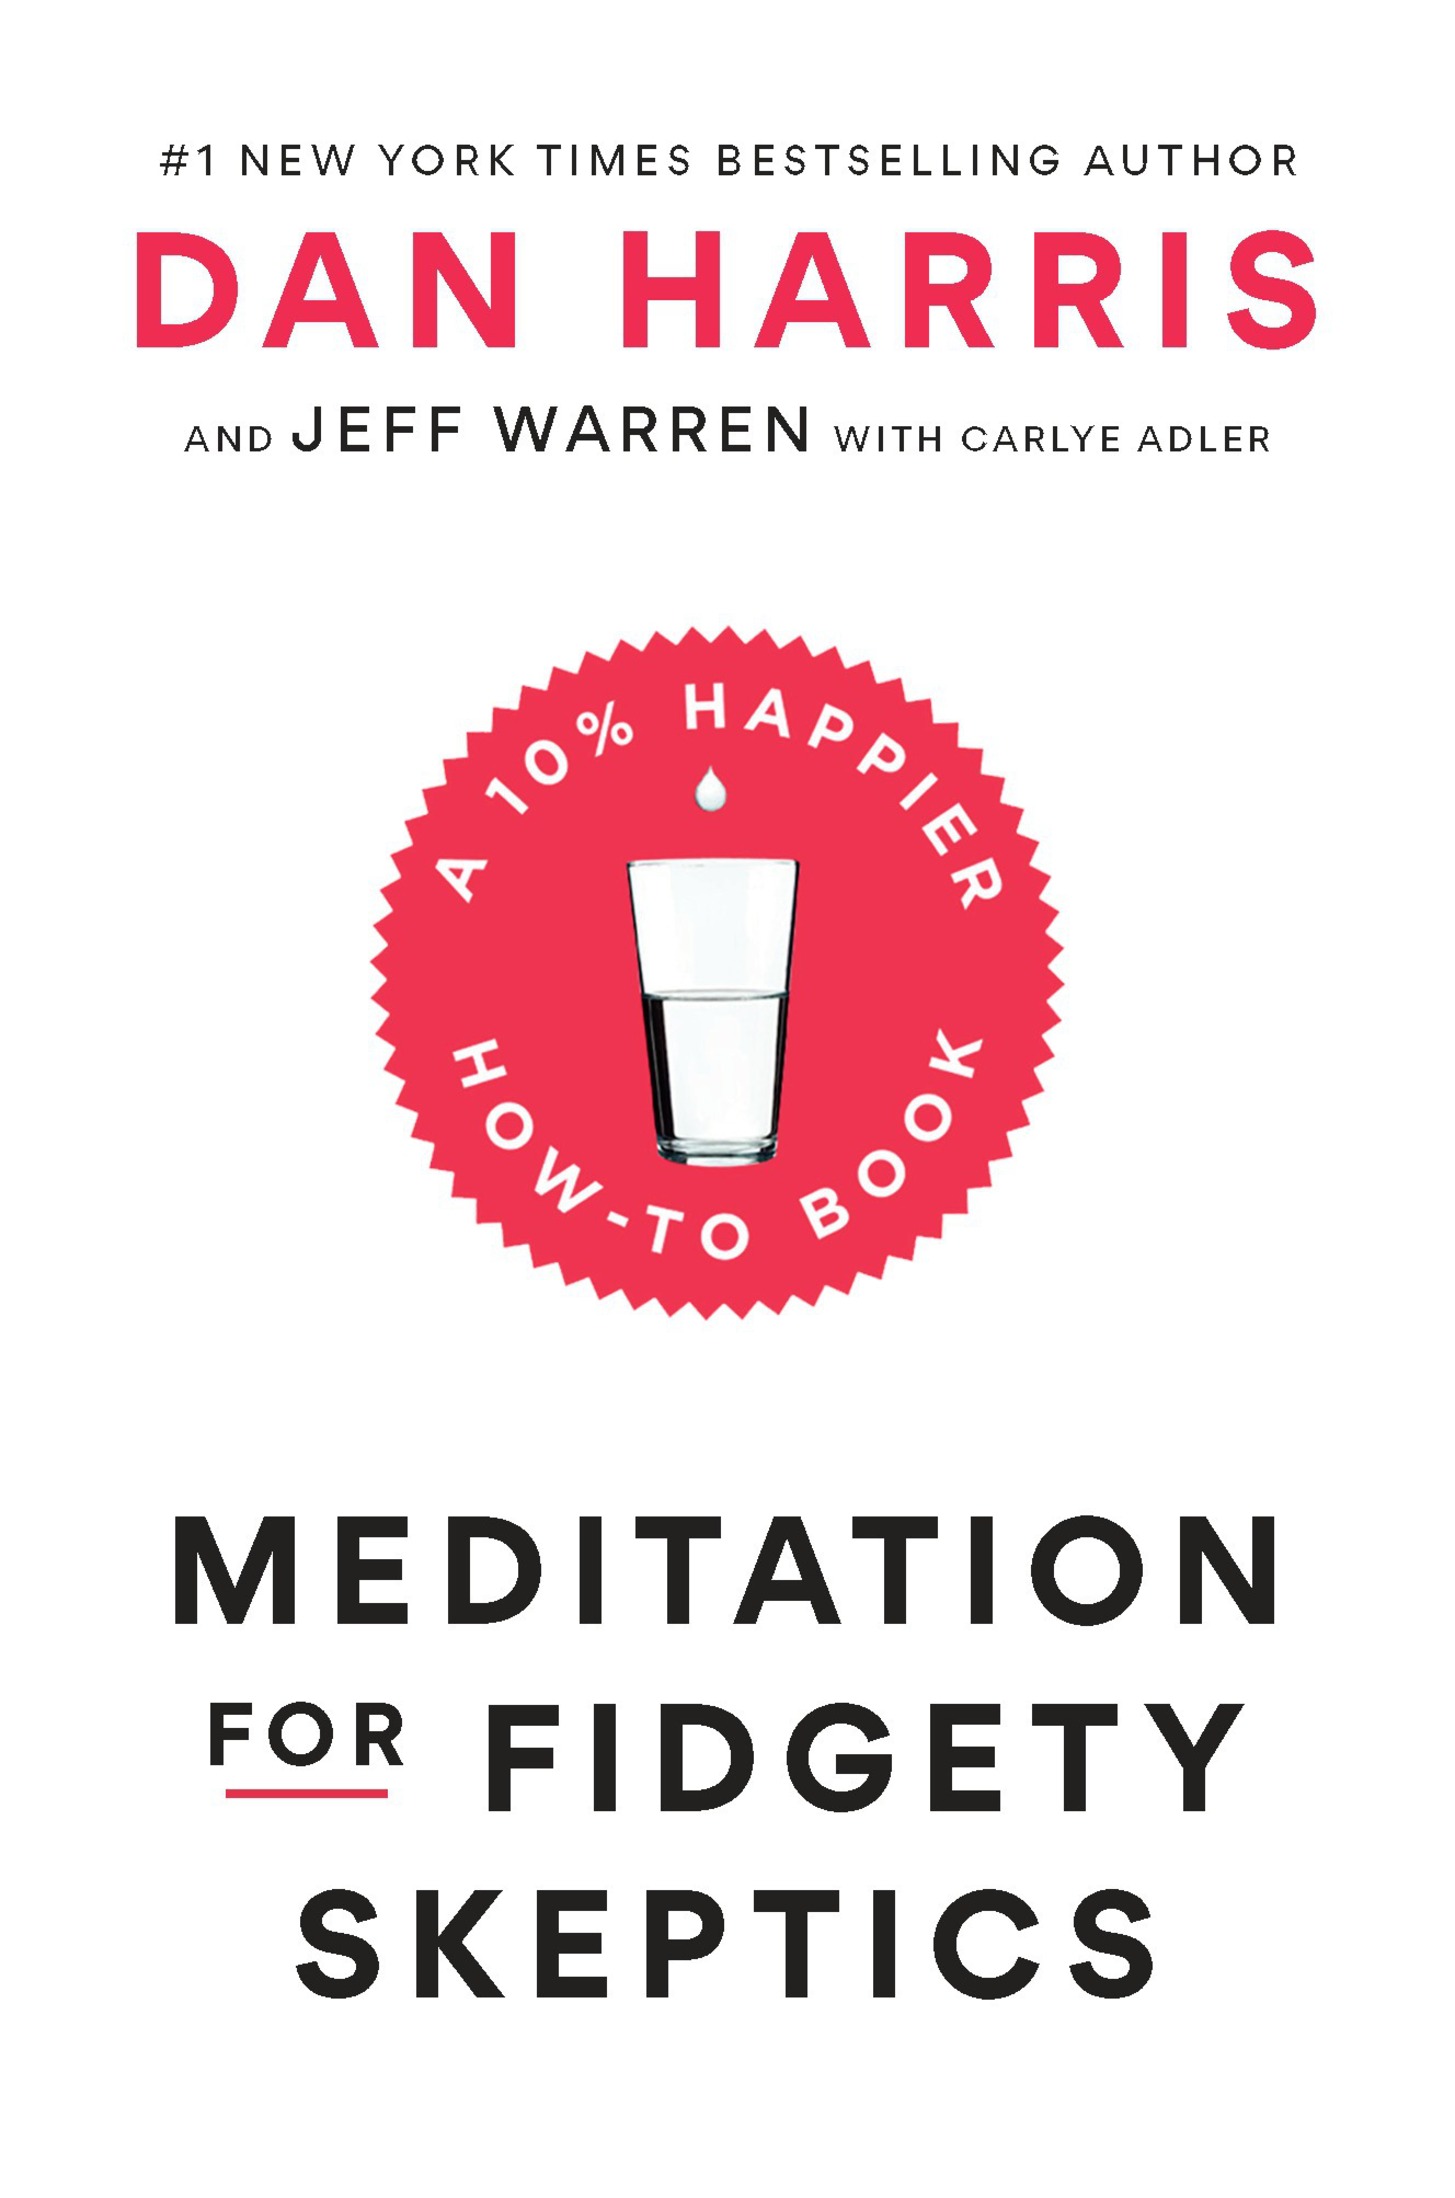 #1 NEW YORK TIMES BESTSELLING AUTHOR
DAN HARRIS
AND JEFF WARREN WITH CARLYE ADLER
A 10% HAPPIER
HOW-TO BOOK
MEDITATION
FOR FIDGETY
SKEPTICS